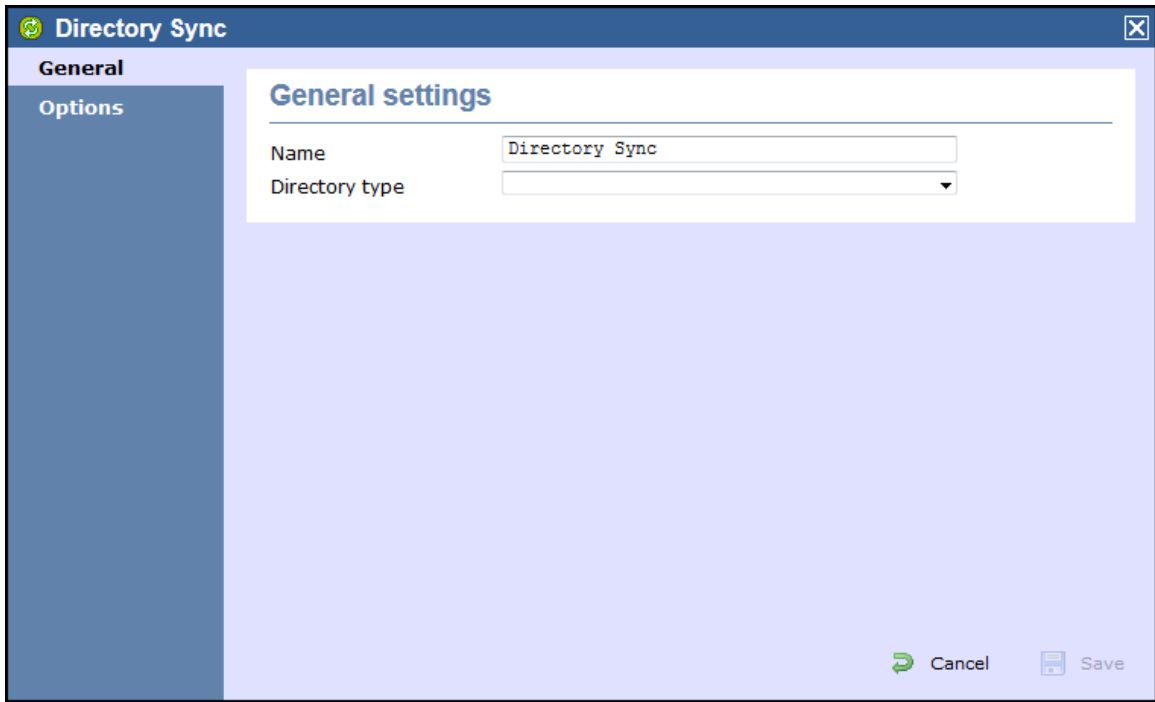 Directory Sync
General
Options
General settings
Name
Directory Sync
Directory type
Cancel
Save